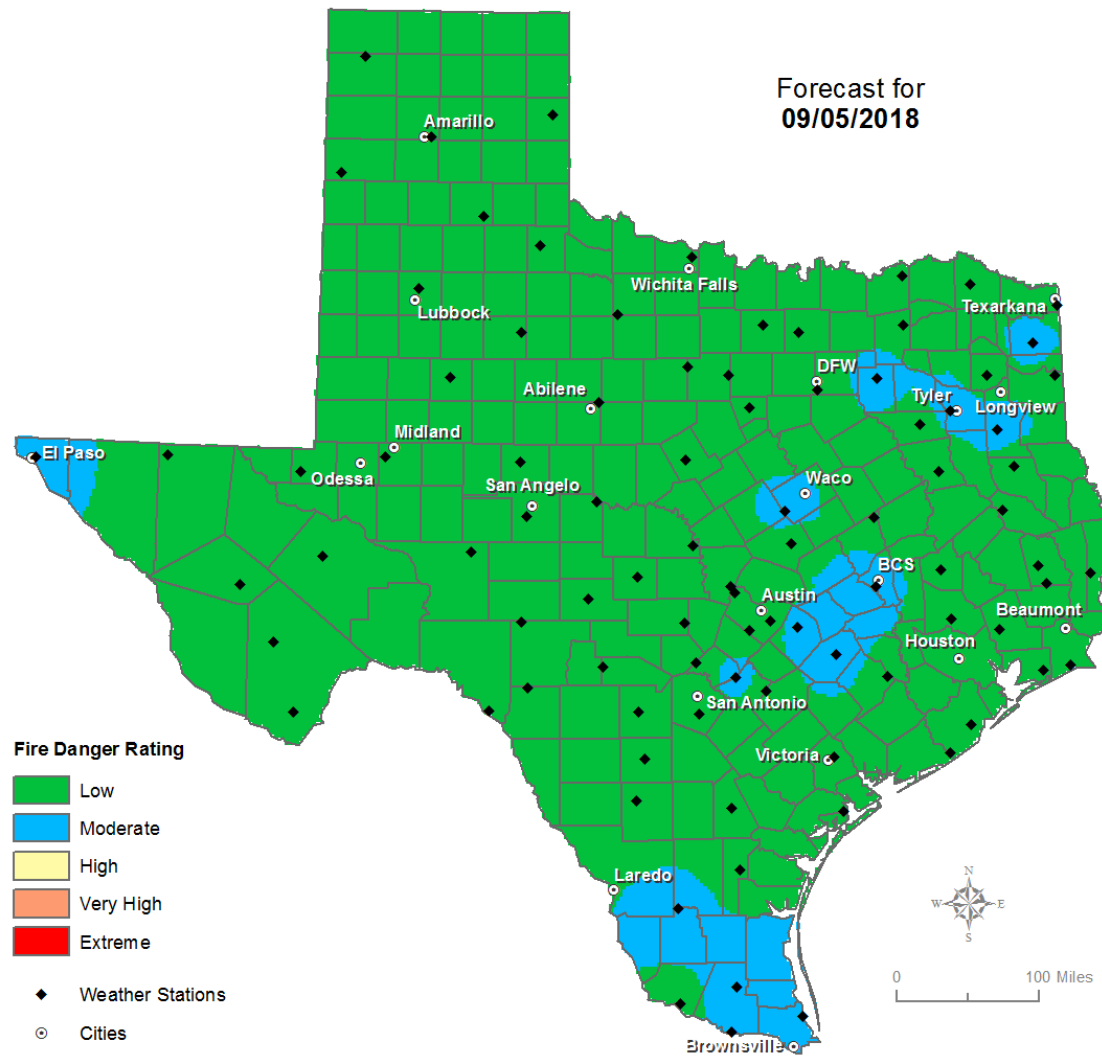 Forecast for
09/05/2018
Amarillo
Wichita Falls
Lubbock
Texarkana
DFW
Abilene
Tyler
Longview
Midland
El Paso
Odessa
San Angelo
Waco
BCS
Austin
Beaumont
Houston
San Antonio
Victoria
Fire Danger Rating
Low
Moderate
High
Very High
Extreme
Weather Stations
Cities
Laredo
Brownsville
N
W E
S
0 100 Miles